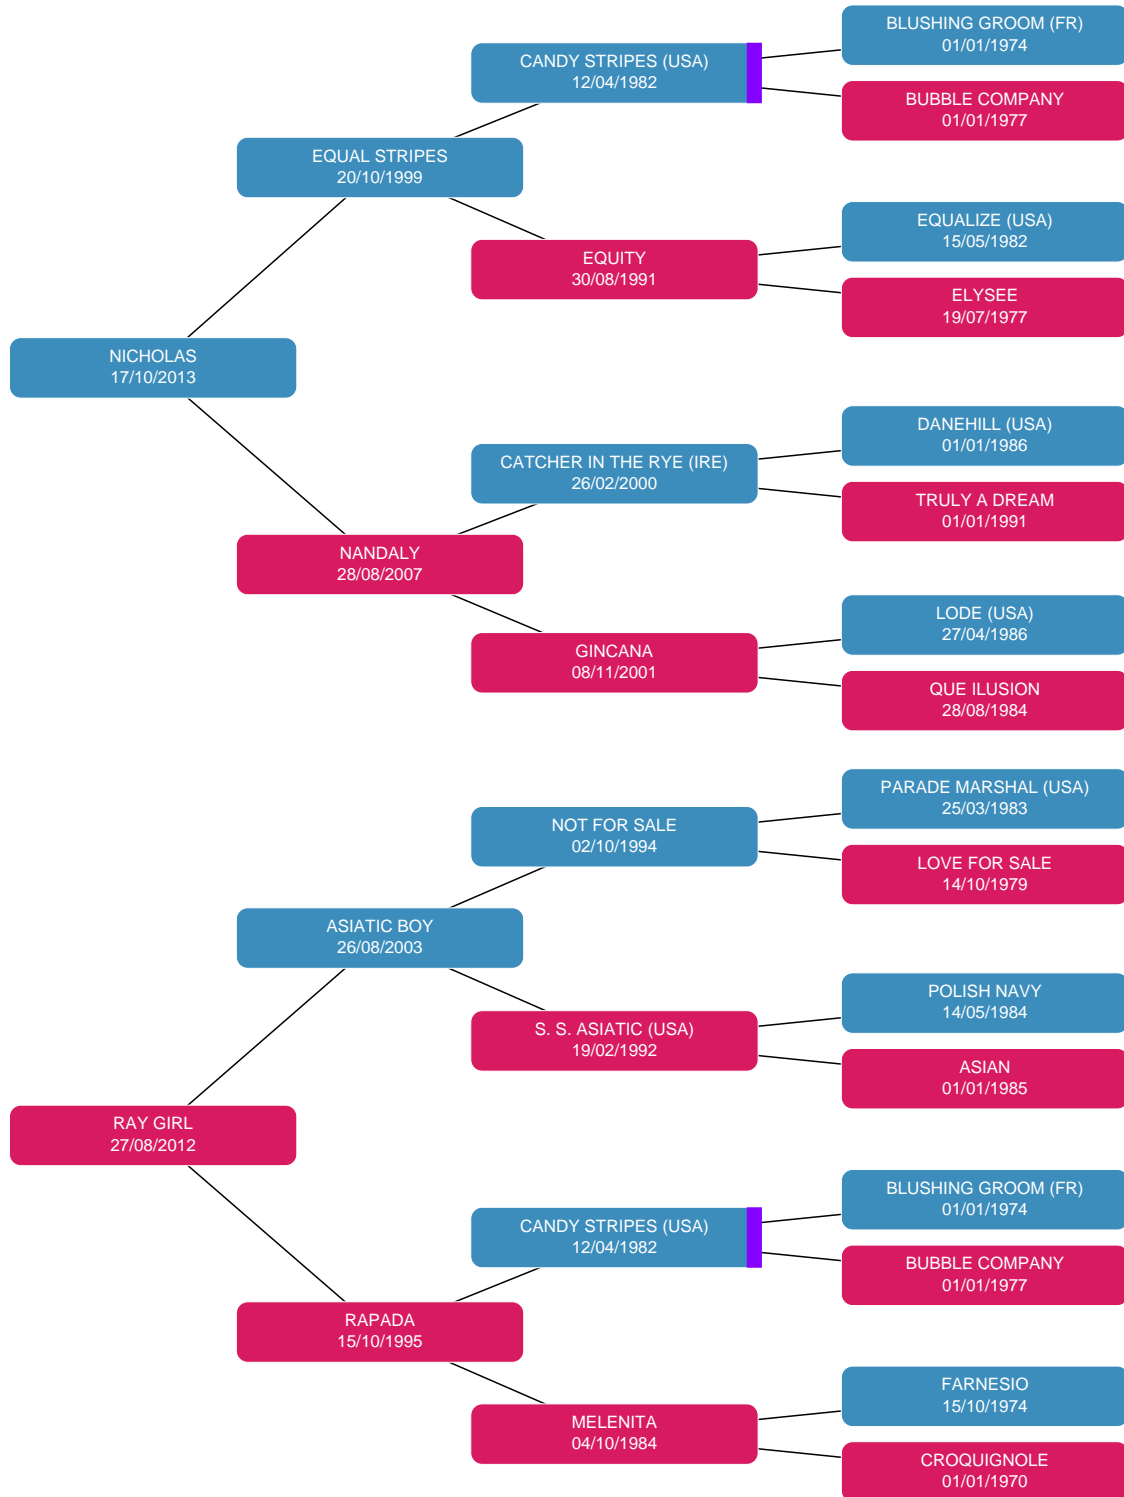 BLUSHING GROOM (FR)
01/01/1974
CANDY STRIPES (USA)
12/04/1982
BUBBLE COMPANY
01/01/1977
EQUAL STRIPES
20/10/1999
EQUALIZE (USA)
15/05/1982
EQUITY
30/08/1991
ELYSEE
19/07/1977
NICHOLAS
17/10/2013
DANEHILL (USA)
01/01/1986
CATCHER IN THE RYE (IRE)
26/02/2000
TRULY A DREAM
01/01/1991
NANDALY
28/08/2007
LODE (USA)
27/04/1986
GINCANA
08/11/2001
QUE ILUSION
28/08/1984
PARADE MARSHAL (USA)
25/03/1983
NOT FOR SALE
02/10/1994
LOVE FOR SALE
14/10/1979
ASIATIC BOY
26/08/2003
POLISH NAVY
14/05/1984
S. S. ASIATIC (USA)
19/02/1992
ASIAN
01/01/1985
RAY GIRL
27/08/2012
BLUSHING GROOM (FR)
01/01/1974
CANDY STRIPES (USA)
12/04/1982
BUBBLE COMPANY
01/01/1977
RAPADA
15/10/1995
FARNESIO
15/10/1974
MELENITA
04/10/1984
CROQUIGNOLE
01/01/1970